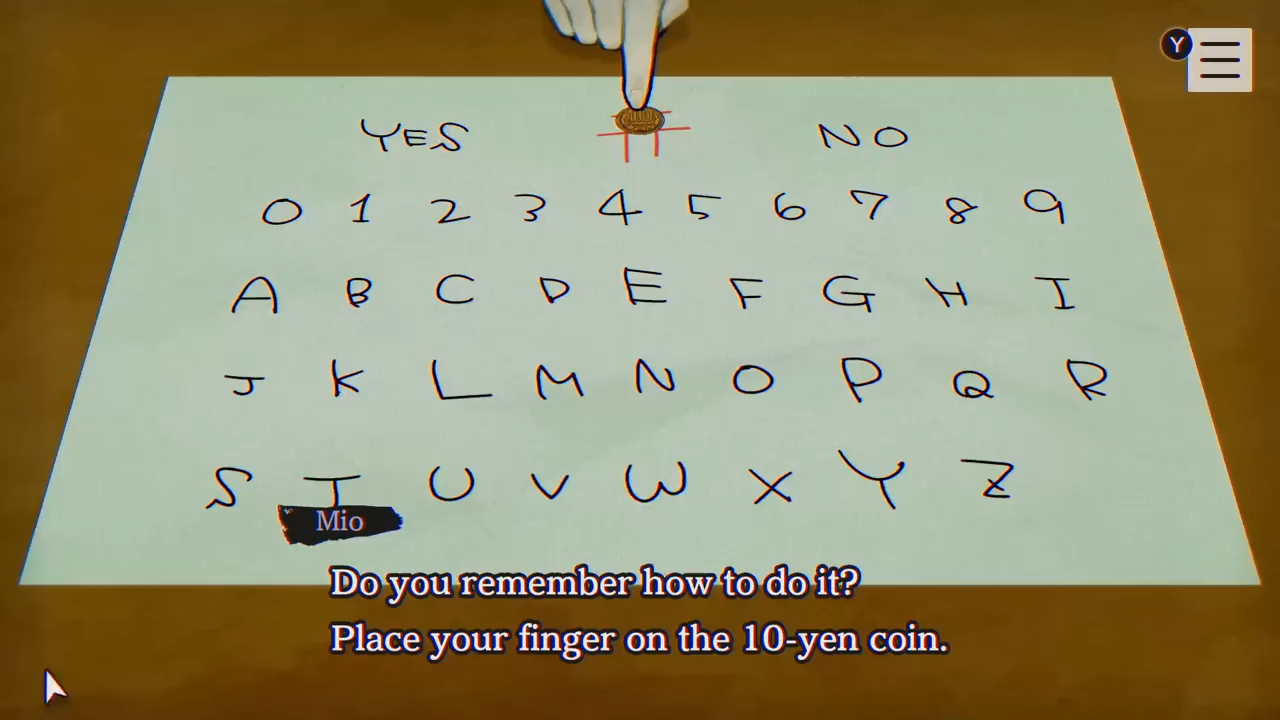 Y
YES NO
0 1 2 3 4 5 6 7 8 9
A B C D E F G H I
J K L M N O P Q R
S T U V W X Y Z
Mio
Do you remember how to do it?
Place your finger on the 10-yen coin.